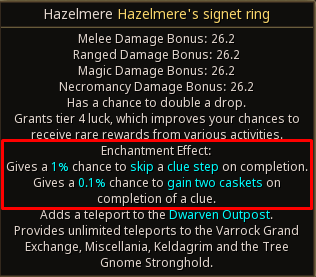 Hazelmere Hazelmere's signet ring
Melee Damage Bonus: 26.2
Ranged Damage Bonus: 26.2
Magic Damage Bonus: 26.2
Necromancy Damage Bonus: 26.2
Has a chance to double a drop.
Grants tier 4 luck, which improves your chances to
receive rare rewards from various activities.
Enchantment Effect:
Gives a 1% chance to skip a clue step on completion.
Gives a 0.1% chance to gain two caskets on
completion of a clue.
Adds a teleport to the Dwarven Outpost.
Provides unlimited teleports to the Varrock Grand
Exchange, Miscellania, Keldagrim and the Tree
Gnome Stronghold.